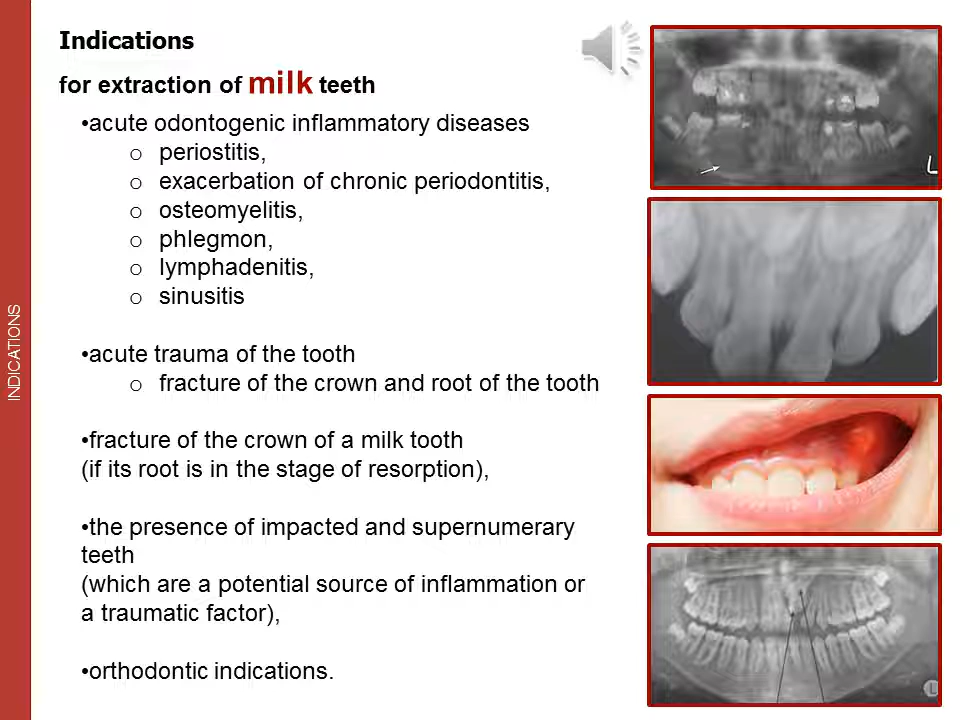 Indications
for extraction of milk teeth
•acute odontogenic inflammatory diseases
o periostitis,
o exacerbation of chronic periodontitis,
o osteomyelitis,
o phlegmon,
o lymphadenitis,
o sinusitis
•acute trauma of the tooth
o fracture of the crown and root of the tooth
•fracture of the crown of a milk tooth
(if its root is in the stage of resorption),
•the presence of impacted and supernumerary
teeth
(which are a potential source of inflammation or
a traumatic factor),
•orthodontic indications.
INDICATIONS
L
L